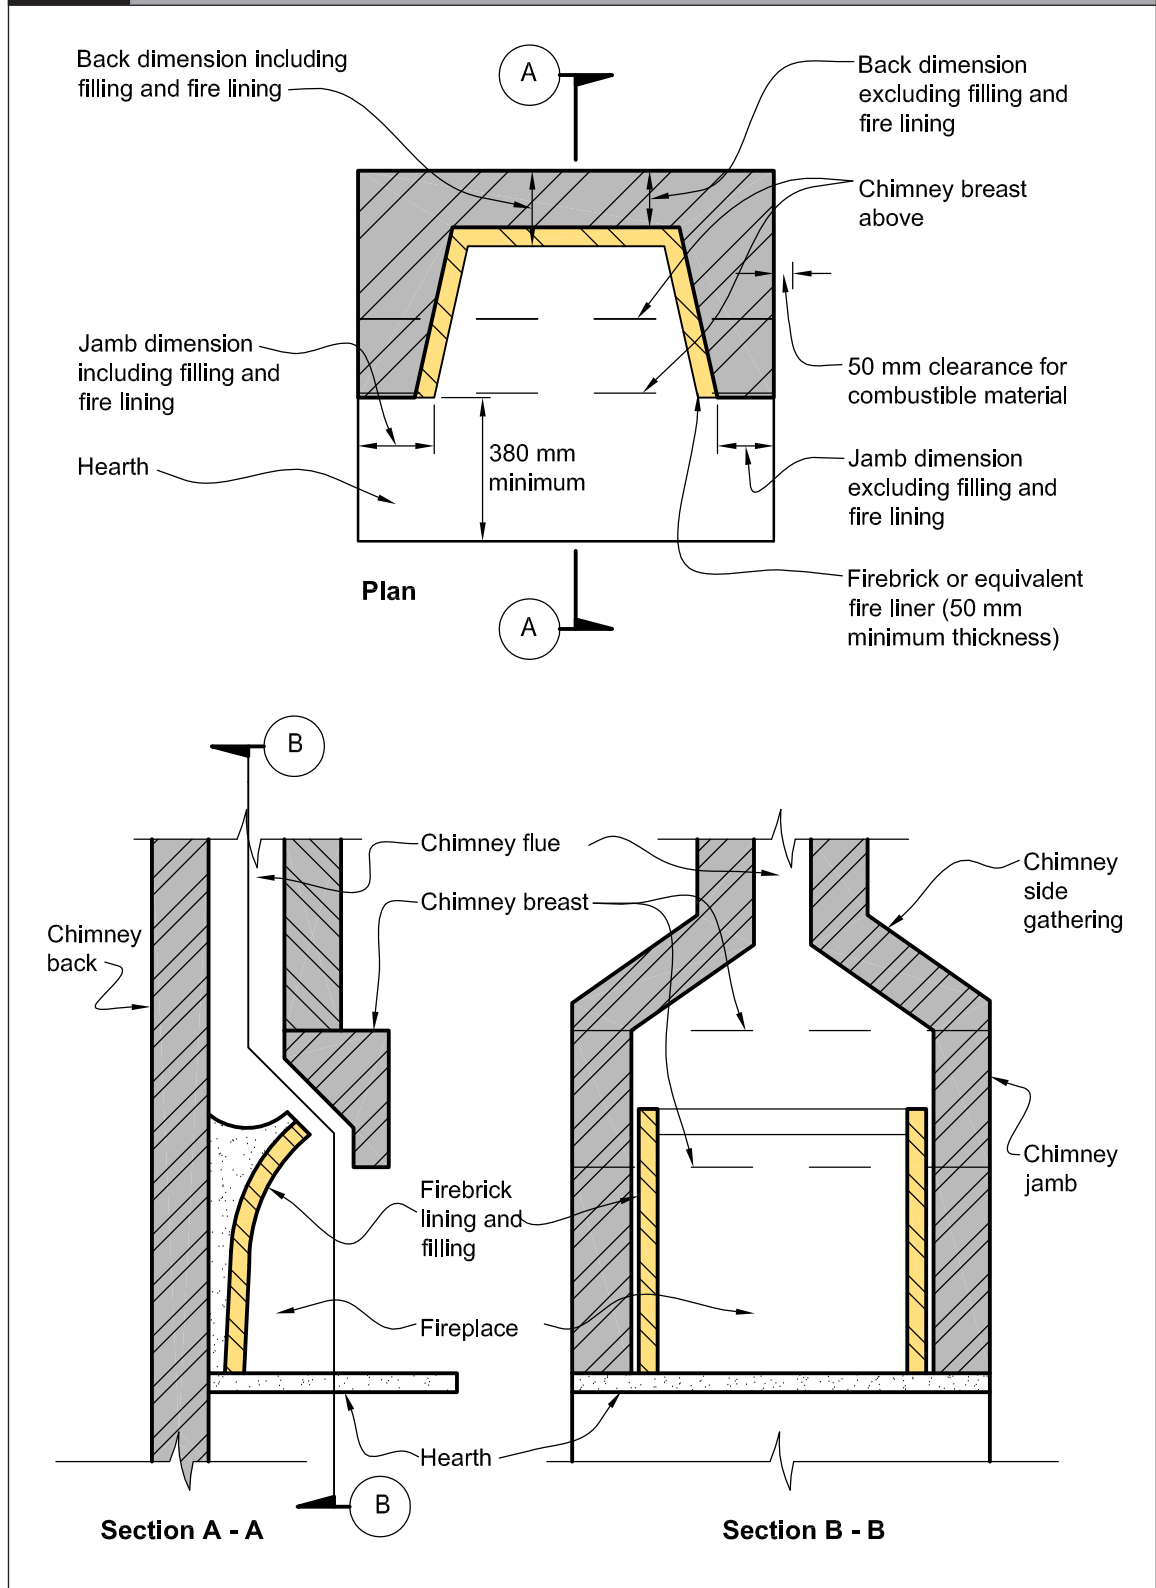 Back dimension including
filling and fire lining
A
Back dimension
excluding filling and
fire lining
Chimney breast
above
Jamb dimension
including filling and
fire lining
50 mm clearance for
combustible material
Hearth
380 mm
minimum
Jamb dimension
excluding filling and
fire lining
Plan
A
Firebrick or equivalent
fire liner (50 mm
minimum thickness)
B
Chimney flue
Chimney breast
Chimney
side
gathering
Chimney
back
Firebrick
lining and
filling
Chimney
jamb
Fireplace
Hearth
B
Section A - A
Section B - B